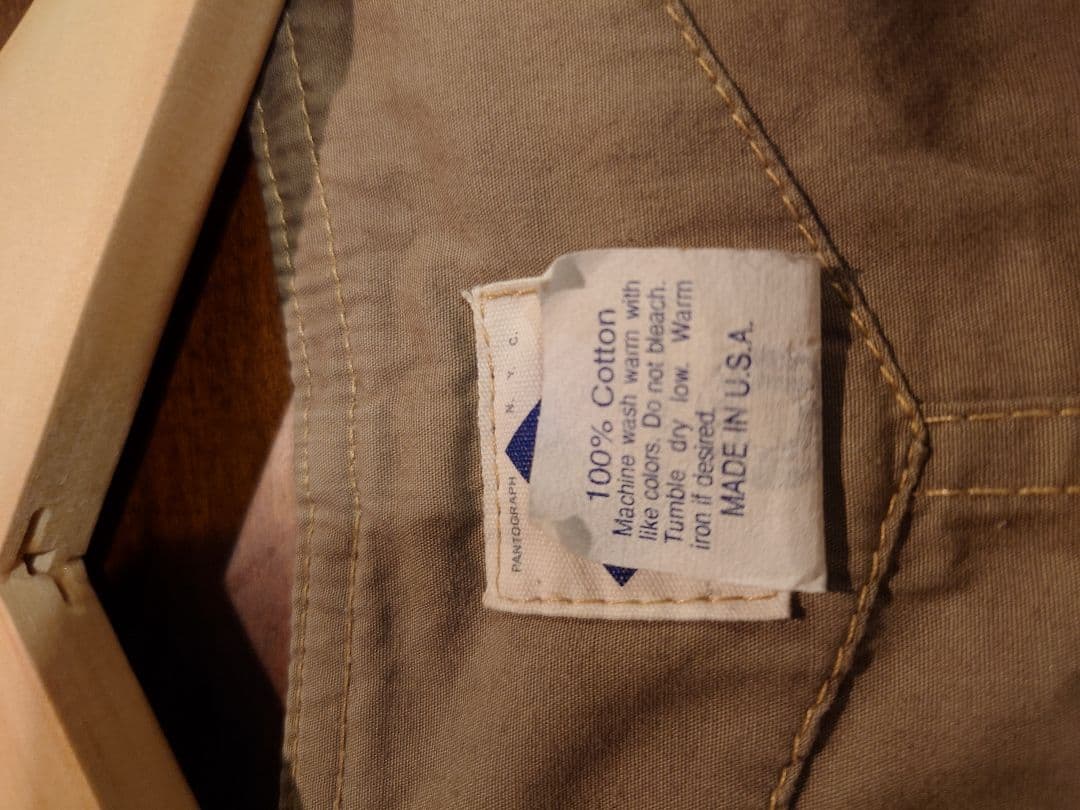 PANTOGRAPH N. Y. C.
100% Cotton
Machine wash warm with
like colors. Do not bleach.
Tumble dry low. Warm
iron if desired.
MADE IN U.S.A.